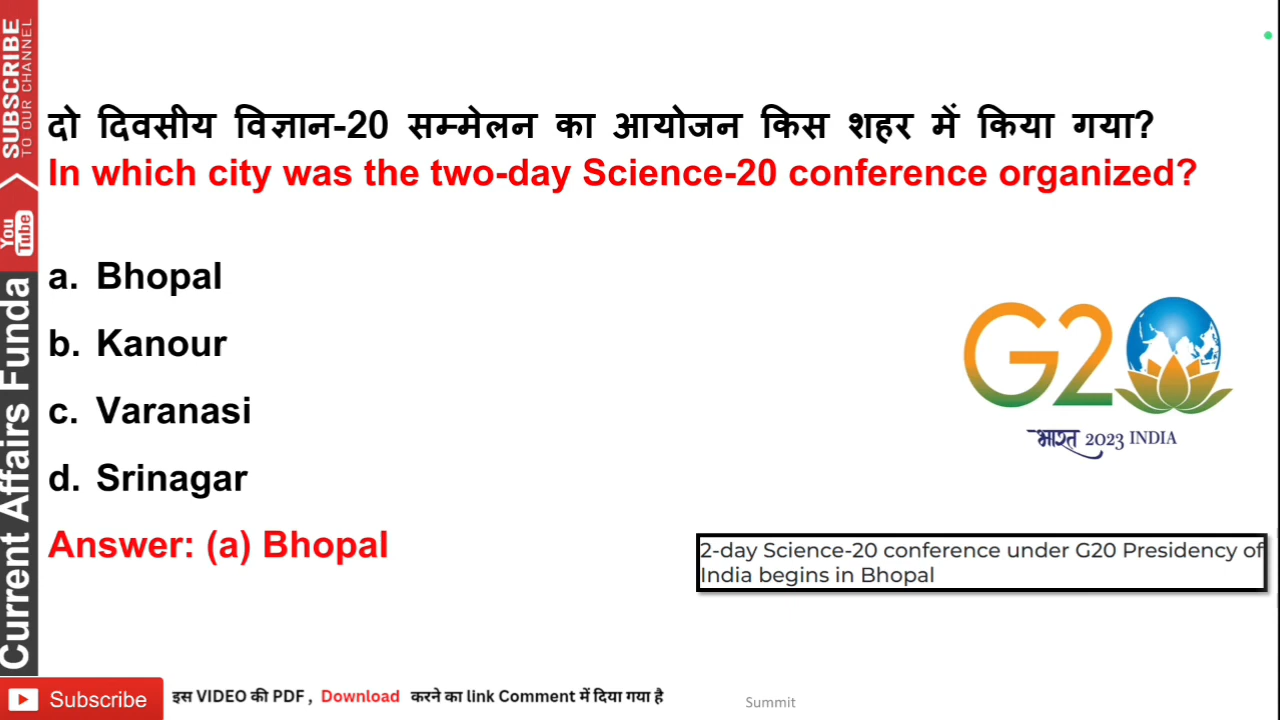 SUBSCRIBE
TO OUR CHANNEL
You
Tube
Current Affairs Funda
दो दिवसीय विज्ञान-20 सम्मेलन का आयोजन किस शहर में किया गया?
In which city was the two-day Science-20 conference organized?
a. Bhopal
b. Kanour
c. Varanasi
d. Srinagar
Answer: (a) Bhopal
G20
भारत 2023 INDIA
2-day Science-20 conference under G20 Presidency of
India begins in Bhopal
Subscribe
इस VIDEO की PDF , Download करने का link Comment में दिया गया है
Summit